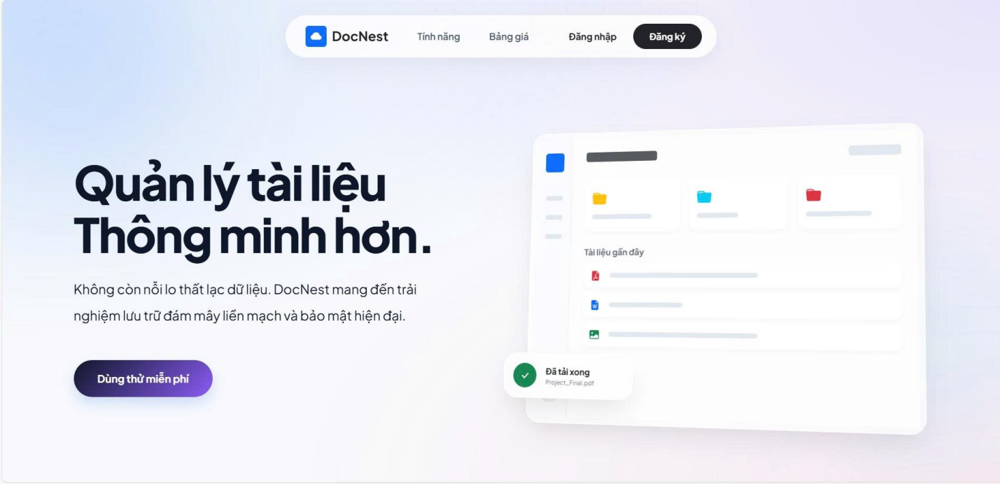 DocNest
Tính năng
Bảng giá
Đăng nhập
Đăng ký
Quản lý tài liệu
Thông minh hơn.
Không còn nỗi lo thất lạc dữ liệu. DocNest mang đến trải
nghiệm lưu trữ đám mây liền mạch và bảo mật hiện đại.
Dùng thử miễn phí
Tài liệu gần đây
W
Đã tải xong
Project_Final.pdf